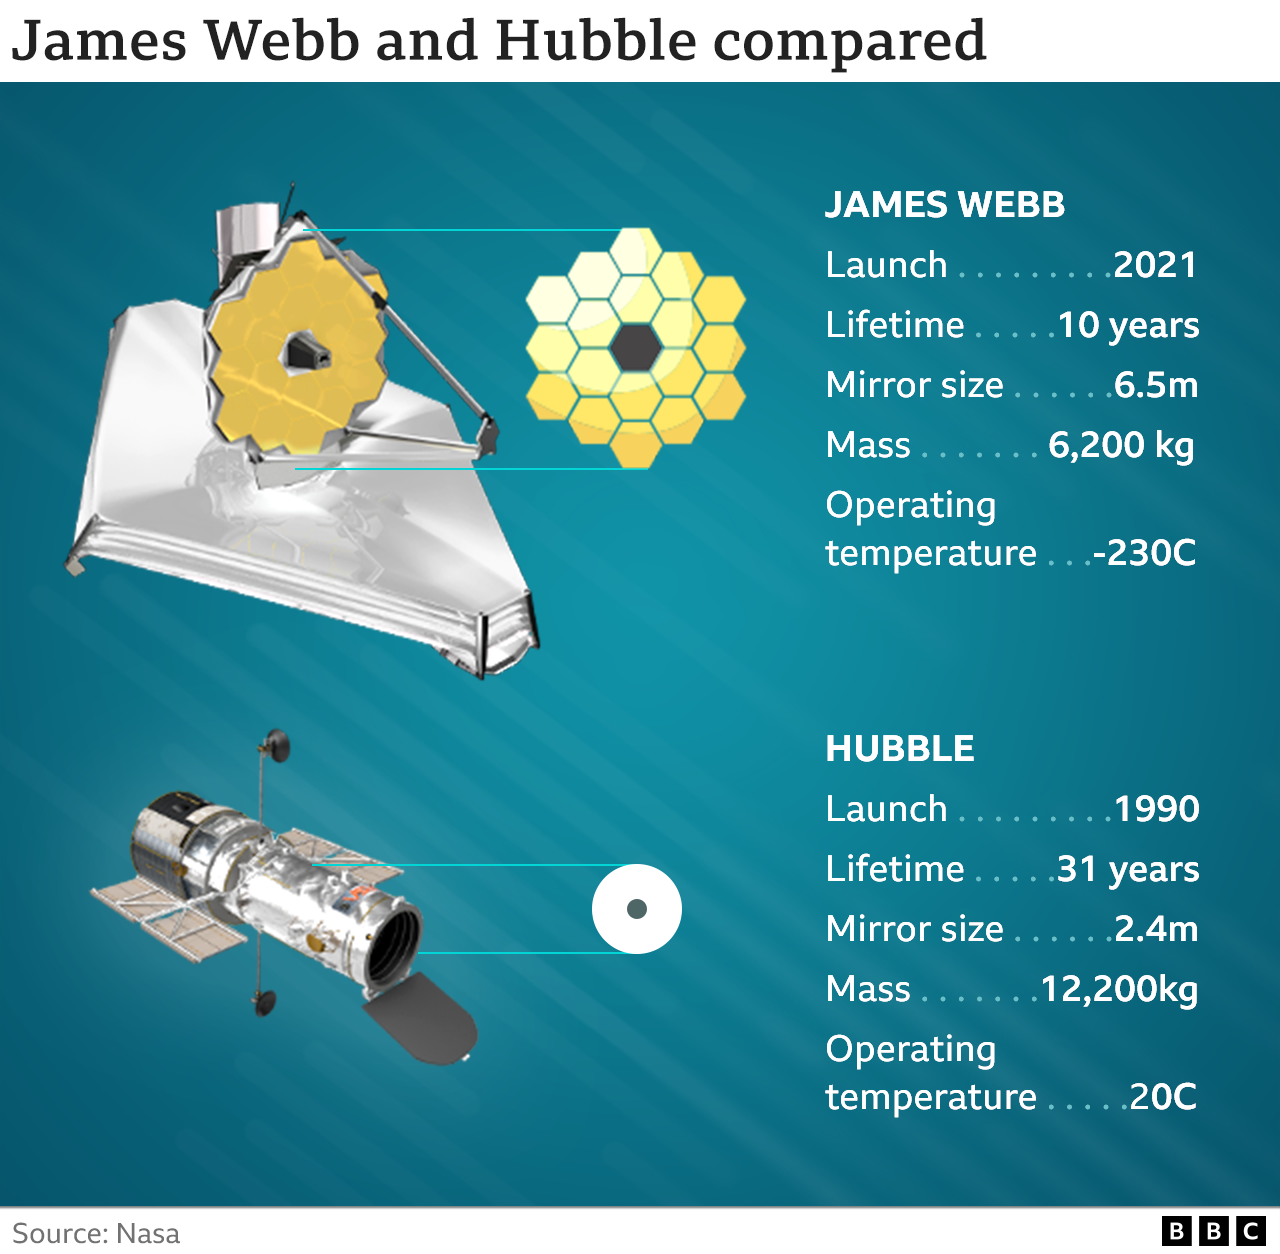 James Webb and Hubble compared
JAMES WEBB
Launch .........2021
Lifetime .....10 years
Mirror size ......6.5m
Mass .......6,200 kg
Operating
temperature ...-230C
HUBBLE
Launch .........1990
Lifetime .....31 years
Mirror size ......2.4m
Mass .......12,200kg
Operating
temperature .....20C
Source: Nasa
BBC